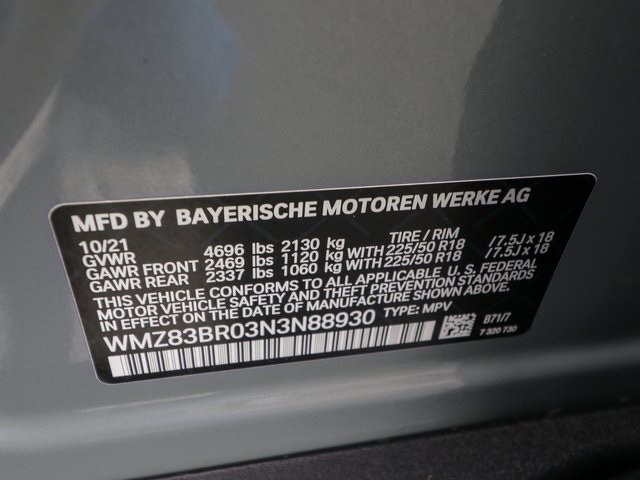 MFD BY BAYERISCHE MOTOREN WERKE AG
10/21 TIRE / RIM
GVWR 4696 lbs 2130 kg
GAWR FRONT 2469 lbs 1120 kg WITH 225/50 R18 /7.5J x 18
GAWR REAR 2337 lbs 1060 kg WITH 225/50 R18 /7.5J x 18
THIS VEHICLE CONFORMS TO ALL APPLICABLE U. S. FEDERAL
MOTOR VEHICLE SAFETY AND THEFT PREVENTION STANDARDS
IN EFFECT ON THE DATE OF MANUFACTURE SHOWN ABOVE.
WMZ83BR03N3N88930 TYPE: MPV
B71/7
7 320 730